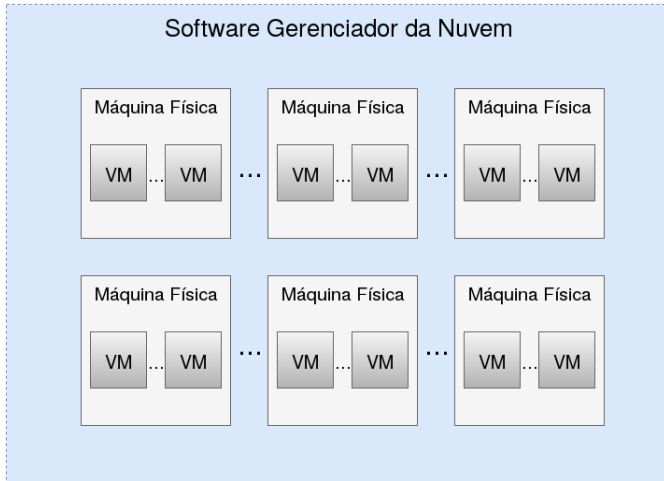 Software Gerenciador da Nuvem
Máquina Física Máquina Física Máquina Física
VM ... VM ... VM ... VM ... VM ... VM
Máquina Física Máquina Física Máquina Física
VM ... VM ... VM ... VM ... VM ... VM